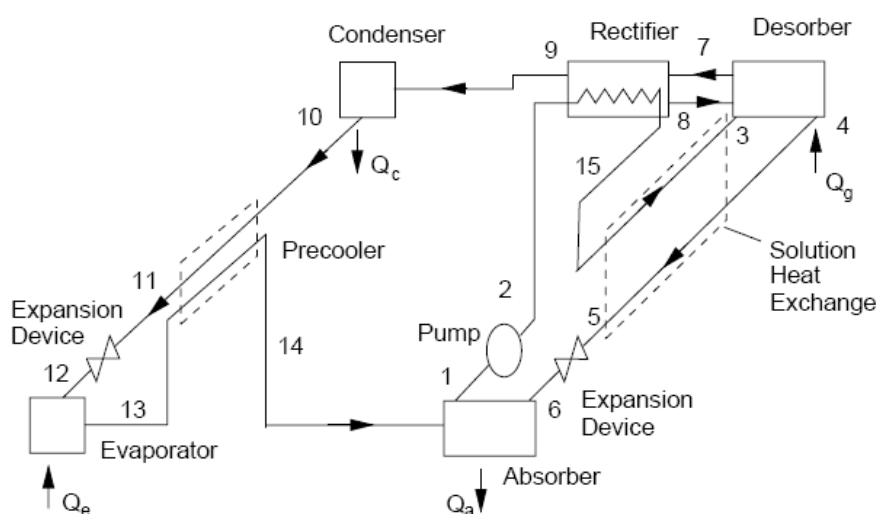 Condenser
9
Rectifier
7
Desorber
10
8
3
4
Qc
15
Qg
Precooler
Solution
Heat
Exchange
11
Expansion
Device
2
5
Pump
12
14
1
13
6
Expansion
Device
Evaporator
Absorber
Qe
Qa